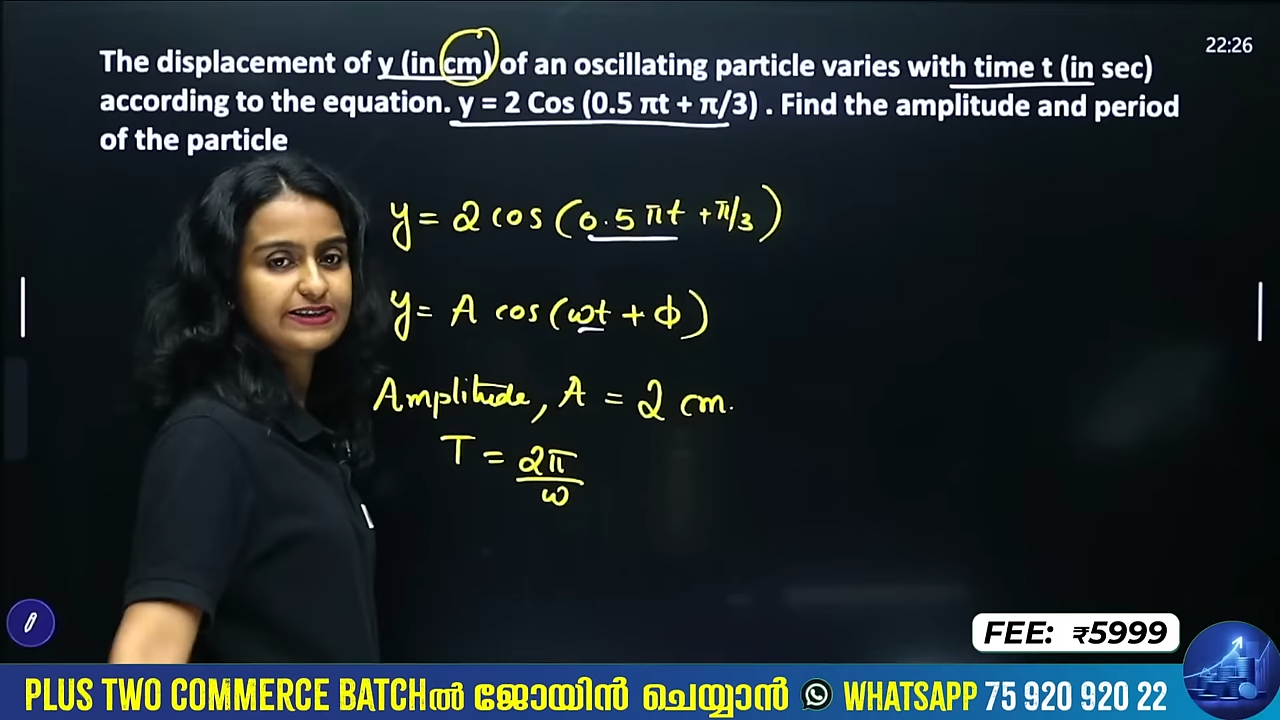 22:26
The displacement of y (in cm) of an oscillating particle varies with time t (in sec)
according to the equation. y = 2 Cos (0.5 πt + π/3) . Find the amplitude and period
of the particle
y = 2 cos (0.5 πt + π/3)
y = A cos (ωt + ϕ)
Amplitude, A = 2 cm.
T = 2π/ω
FEE: ₹5999
PLUS TWO COMMERCE BATCHൽ ജോയിൻ ചെയ്യാൻ WHATSAPP 75 920 920 22